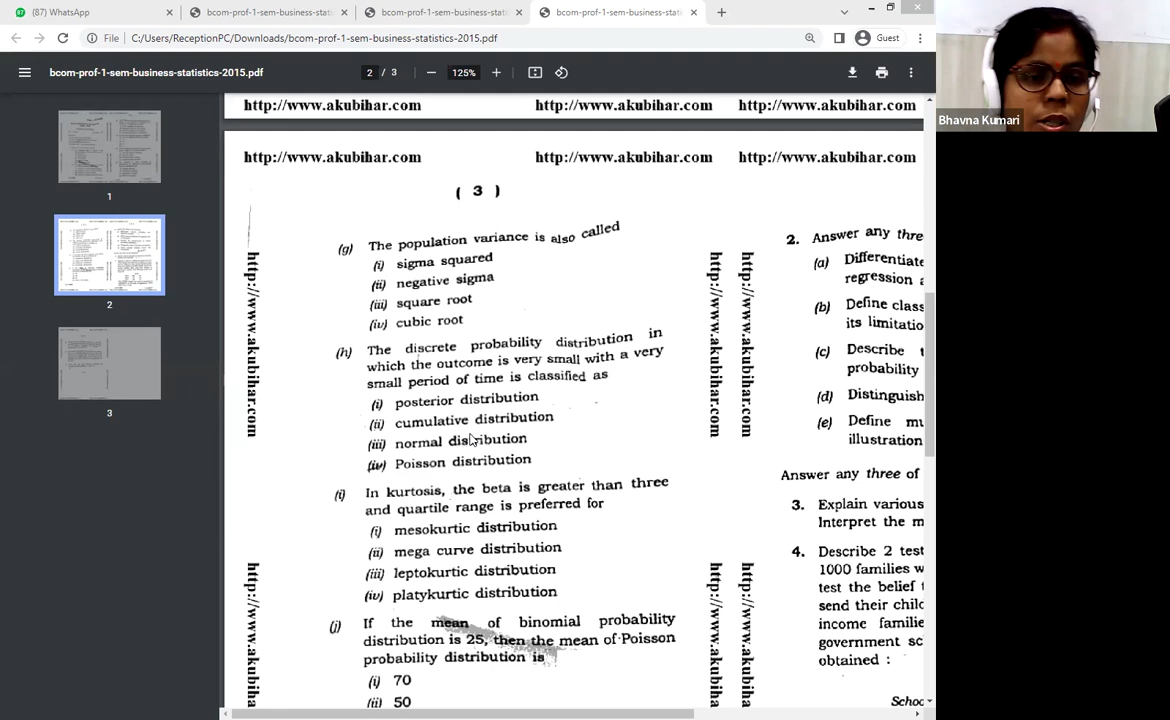 (87) WhatsApp
bcom-prof-1-sem-business-stati
bcom-prof-1-sem-business-stati
bcom-prof-1-sem-business-statis
File
C:/Users/ReceptionPC/Downloads/bcom-prof-1-sem-business-statistics-2015.pdf
Guest
bcom-prof-1-sem-business-statistics-2015.pdf
2 / 3
125%
Bhavna Kumari
1
2
3
http://www.akubihar.com
http://www.akubihar.com
http://www.akubihar.com
http://www.akubihar.com
http://www.akubihar.com
http://www.akubihar.com
( 3 )
http://www.akubihar.com
http://www.akubiha
(g) The population variance is also called
(i) sigma squared
(ii) negative sigma
(iii) square root
(iv) cubic root
(h) The discrete probability distribution in
which the outcome is very small with a very
small period of time is classified as
(i) posterior distribution
(ii) cumulative distribution
(iii) normal distribution
(iv) Poisson distribution
(i) In kurtosis, the beta is greater than three
and quartile range is preferred for
(i) mesokurtic distribution
(ii) mega curve distribution
(iii) leptokurtic distribution
(iv) platykurtic distribution
(j) If the mean of binomial probability
distribution is 25, then the mean of Poisson
probability distribution is
(i) 70
(ii) 50
http://www.akubihar.com
http://www.akubiha
http://www.akubihar.com
http://www.akubiha
2. Answer any thre
(a) Differentiate
regression a
(b) Define class
its limitatio
(c) Describe t
probability
(d) Distinguish
(e) Define mu
illustration
Answer any three of
3. Explain various
Interpret the m
4. Describe 2 test
1000 families w
test the belief t
send their chilc
income familie
government sc
obtained :
Schoo